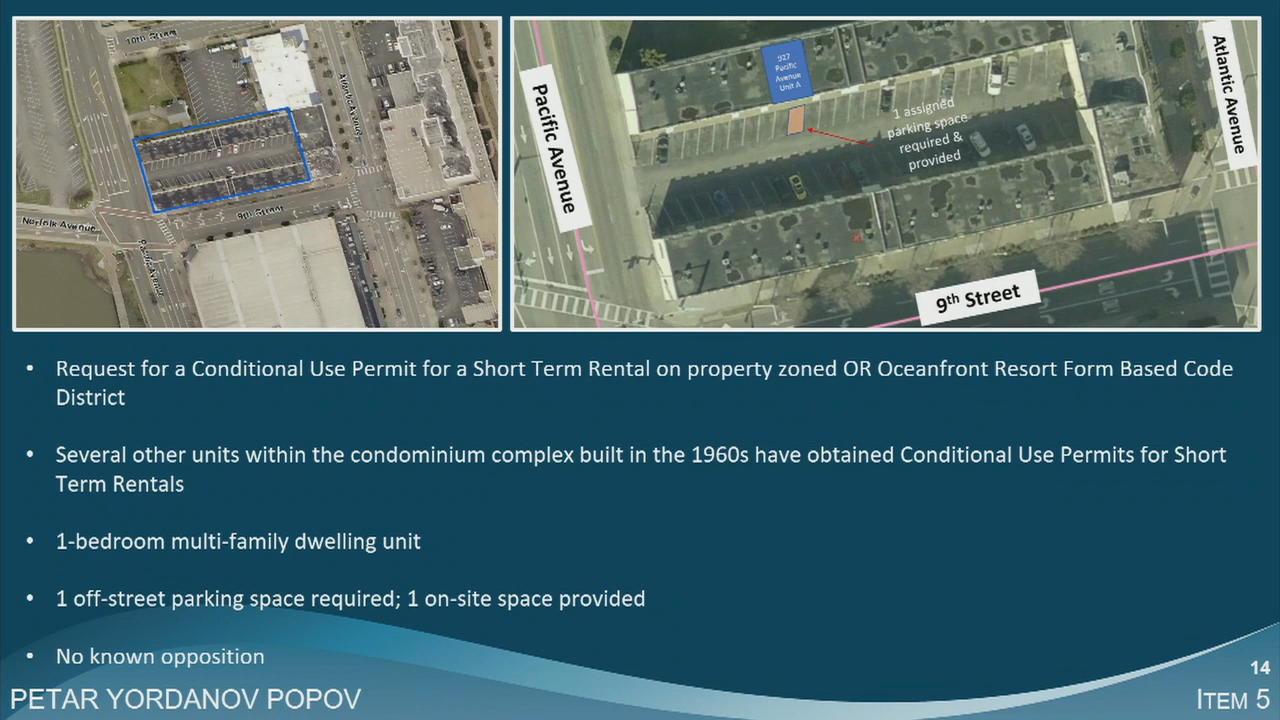 10th Street
Atlantic Avenue
Norfolk Avenue
9th Street
Pacific Avenue
Pacific Avenue
927
Pacific
Avenue
Unit A
1 assigned
parking space
required &
provided
Atlantic Avenue
9th Street
• Request for a Conditional Use Permit for a Short Term Rental on property zoned OR Oceanfront Resort Form Based Code
District
• Several other units within the condominium complex built in the 1960s have obtained Conditional Use Permits for Short
Term Rentals
• 1-bedroom multi-family dwelling unit
• 1 off-street parking space required; 1 on-site space provided
• No known opposition
14
PETAR YORDANOV POPOV
ITEM 5